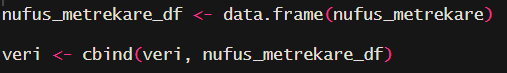 nufus_metrekare_df <- data.frame(nufus_metrekare)
veri <- cbind(veri, nufus_metrekare_df)